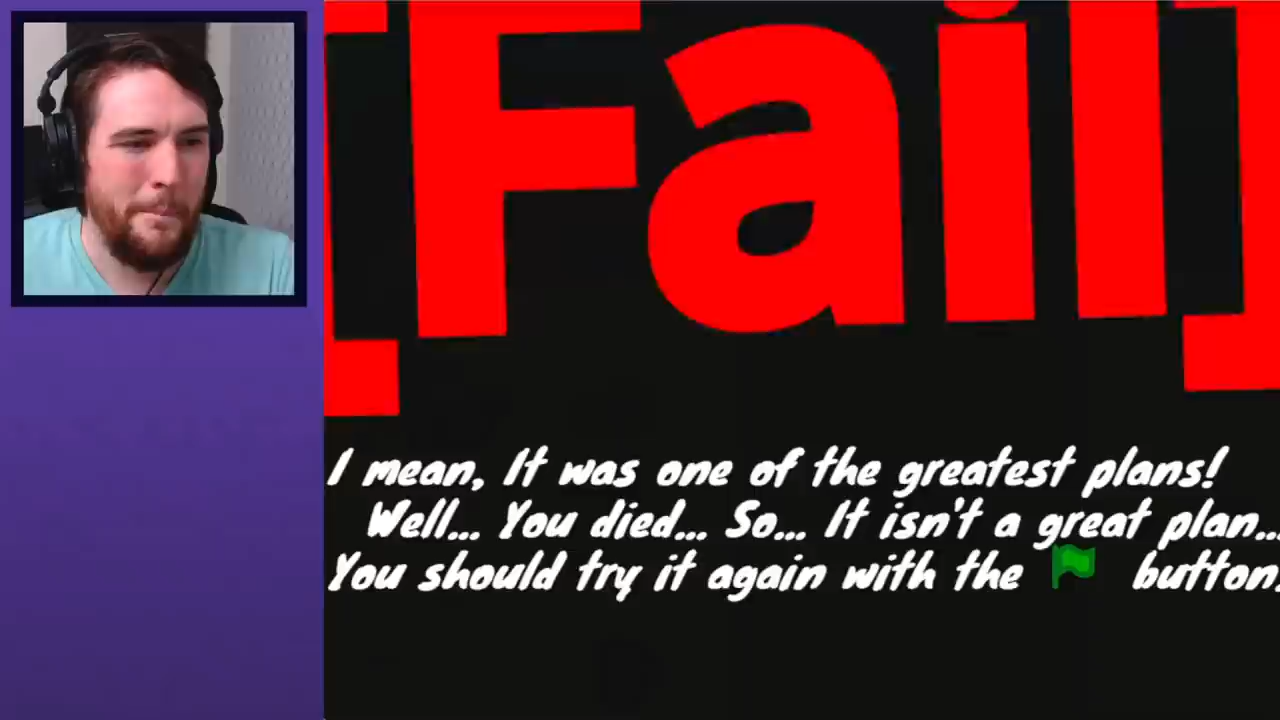 [Fail]
I mean, It was one of the greatest plans!
Well... You died... So... It isn't a great plan...
You should try it again with the button.